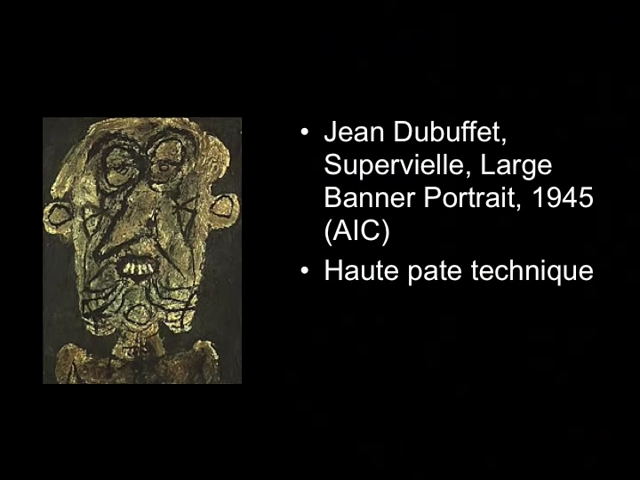 • Jean Dubuffet,
Supervielle, Large
Banner Portrait, 1945
(AIC)
• Haute pate technique